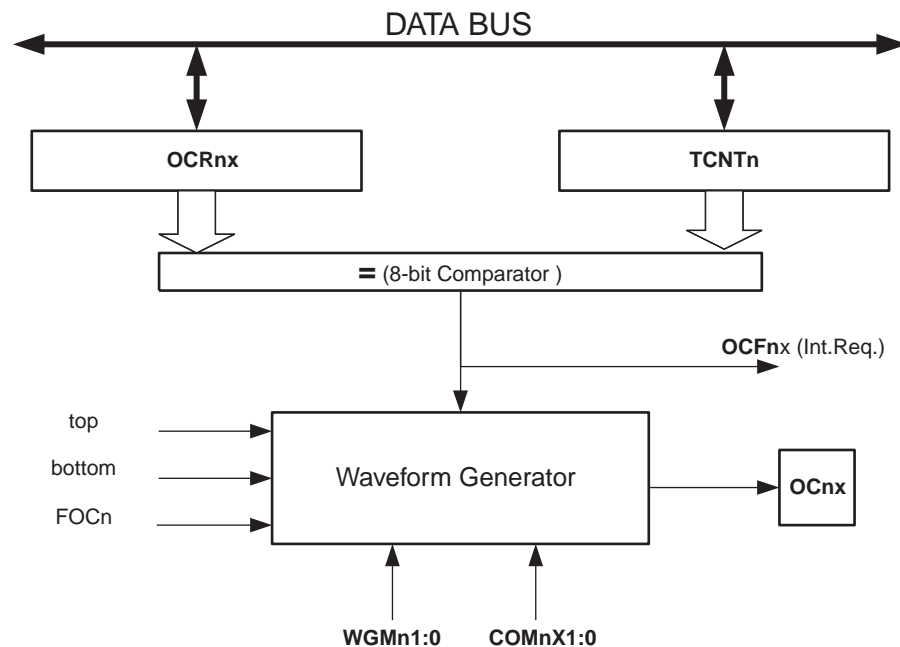 DATA BUS
OCRnx
TCNTn
= (8-bit Comparator )
OCFnx (Int.Req.)
top
bottom
FOCn
Waveform Generator
OCnx
WGMn1:0
COMnX1:0